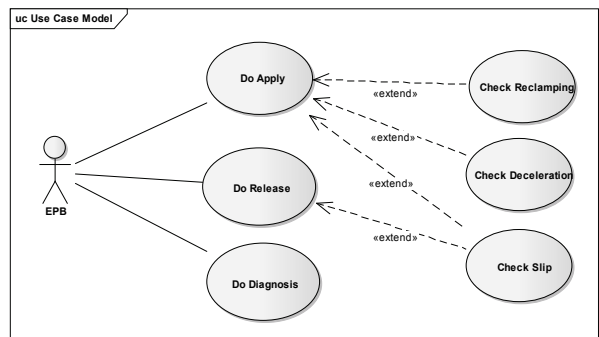 uc Use Case Model
Do Apply
Check Reclamping
«extend»
Check Deceleration
EPB
Do Release
«extend»
«extend»
Check Slip
Do Diagnosis
«extend»